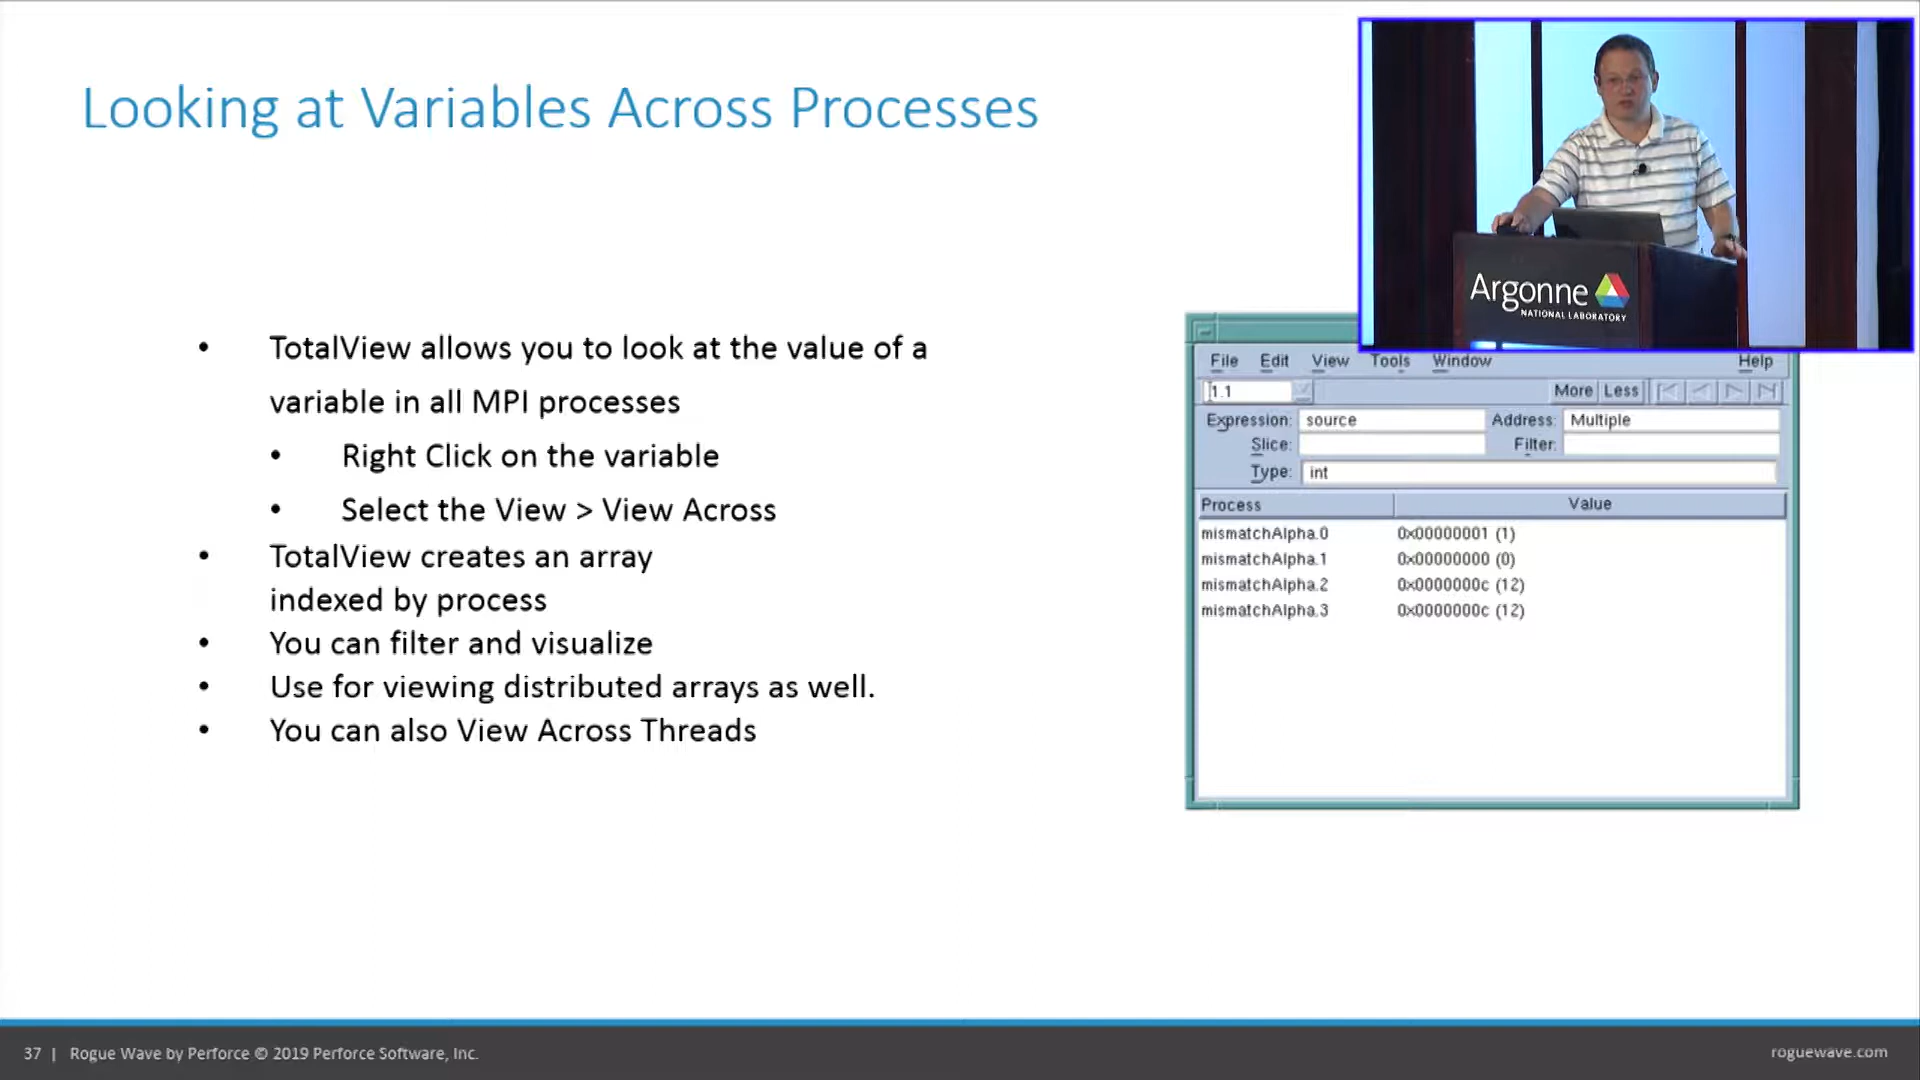 Looking at Variables Across Processes
• TotalView allows you to look at the value of a
variable in all MPI processes
• Right Click on the variable
• Select the View > View Across
• TotalView creates an array
indexed by process
• You can filter and visualize
• Use for viewing distributed arrays as well.
• You can also View Across Threads
Argonne
NATIONAL LABORATORY
File Edit View Tools Window Help
1.1 More Less
Expression: source Address: Multiple
Slice: Filter:
Type: int
Process Value
mismatchAlpha.0 0x00000001 (1)
mismatchAlpha.1 0x00000000 (0)
mismatchAlpha.2 0x0000000c (12)
mismatchAlpha.3 0x0000000c (12)
37 | Rogue Wave by Perforce © 2019 Perforce Software, Inc.
roguewave.com